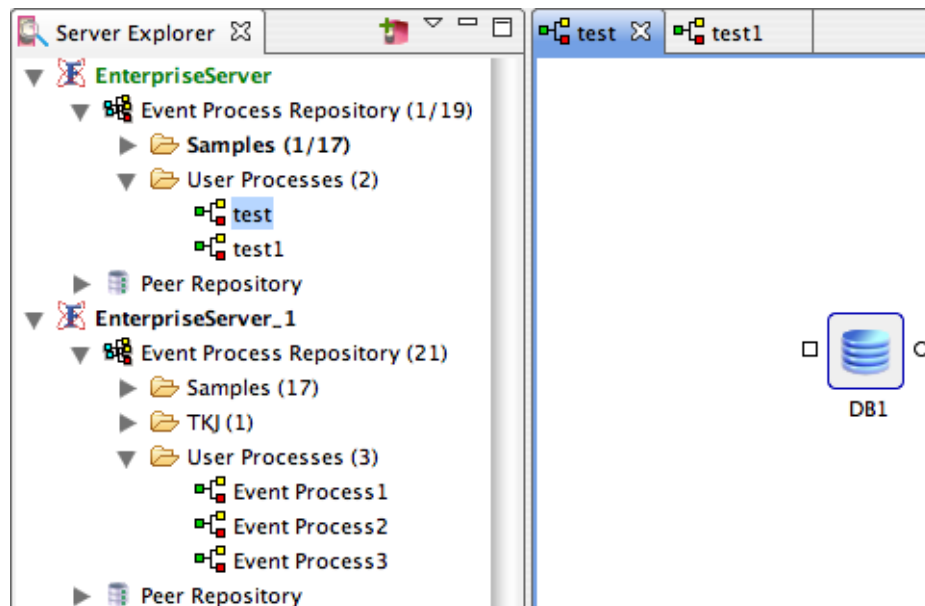 Server Explorer
EnterpriseServer
Event Process Repository (1/19)
Samples (1/17)
User Processes (2)
test
test1
Peer Repository
EnterpriseServer_1
Event Process Repository (21)
Samples (17)
TKJ (1)
User Processes (3)
Event Process1
Event Process2
Event Process3
Peer Repository
test
test1
DB1